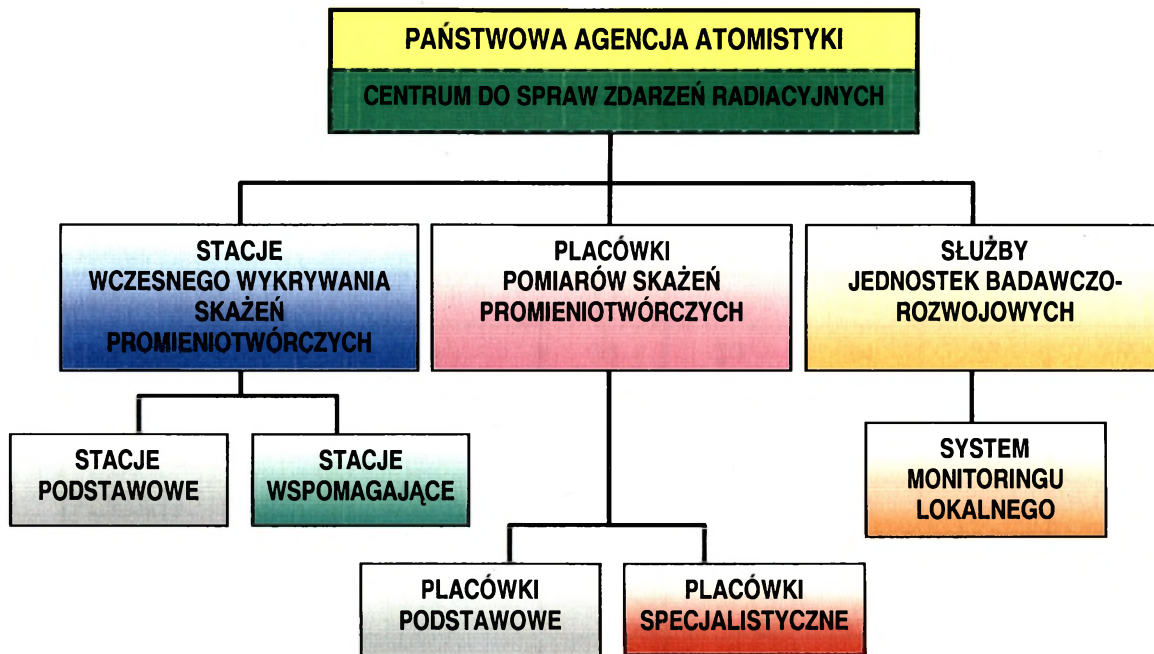 PAŃSTWOWA AGENCJA ATOMISTYKI
CENTRUM DO SPRAW ZDARZEŃ RADIACYJNYCH
STACJE
WCZESNEGO WYKRYWANIA
SKAŻEŃ
PROMIENIOTWÓRCZYCH
PLACÓWKI
POMIARÓW SKAŻEŃ
PROMIENIOTWÓRCZYCH
SŁUŻBY
JEDNOSTEK BADAWCZO-
ROZWOJOWYCH
STACJE
PODSTAWOWE
STACJE
WSPOMAGAJĄCE
SYSTEM
MONITORINGU
LOKALNEGO
PLACÓWKI
PODSTAWOWE
PLACÓWKI
SPECJALISTYCZNE